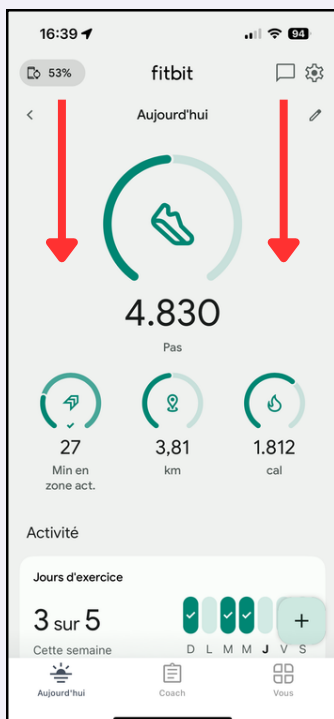 16:39 94
53% fitbit
Aujourd'hui
4.830
Pas
27 3,81 1.812
Min en km cal
zone act.
Activité
Jours d'exercice
3 sur 5
Cette semaine D L M M J V S
+
Aujourd'hui Coach Vous